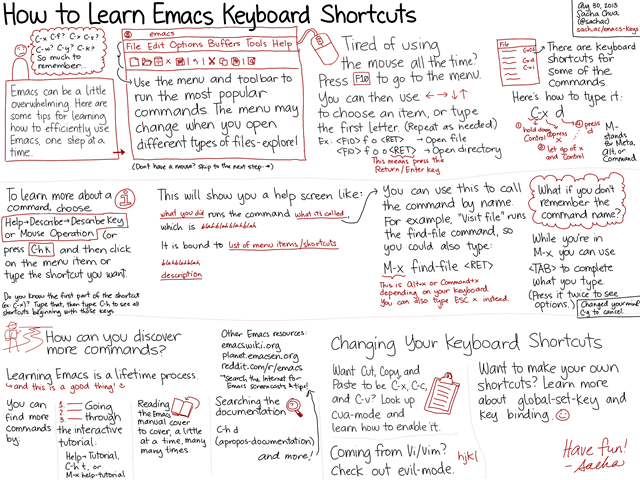 How to Learn Emacs Keyboard Shortcuts
Aug 30, 2013
Sacha Chua
(@sachac)
sach.ac/emacs-keys
C-x C-f? C-x C-c?
C-w? C-y? C-k?
So much to
remember...
Emacs can be a little
overwhelming. Here are
some tips for learning
how to efficiently use
Emacs, one step at a
time.
emacs
File Edit Options Buffers Tools Help
Use the menu and toolbar to
run the most popular
commands. The menu may
change when you open
different types of files-explore!
(Don't have a mouse? Skip to the next step →)
Tired of using
the mouse all the time?
Press F10 to go to the menu.
You can then use ← → ↓ ↑
to choose an item, or type
the first letter. (Repeat as needed)
Ex: <F10> f o <RET> → Open file
<F10> f o o <RET> → Open directory
This means press the
Return/Enter key
File
There are keyboard
shortcuts for
some of the
commands.
Here's how to type it:
C-x d
① hold down
Control
② press
x
③ let go of x
and Control
④ press
d
M-
stands for
Meta,
Alt, or
Command.
To learn more about a
command, choose
Help→Describe→Describe Key
or Mouse Operation (or
press C-h k and then click
on the menu item or
type the shortcut you want.
Do you know the first part of the shortcut
(ex: C-x)? Type that, then type C-h to see all
shortcuts beginning with those keys
This will show you a help screen like:
what you did runs the command what its called
which is blahblahblahblah
It is bound to list of menu items/shortcuts
blahblahblahblah
description
You can use this to call
the command by name.
For example, "Visit file" runs
the find-file command, so
you could also type:
M-x find-file <RET>
This is Alt+x or Command+x
depending on your keyboard.
You can also type ESC x instead.
What if you don't
remember the
command name?
While you're in
M-x you can use
<TAB> to complete
what you type.
(Press it twice to see
options.)
Changed your mind?
C-g to cancel.
How can you discover
more commands?
Learning Emacs is a lifetime process.
and this is a good thing!
You can
find more
commands
by:
1
2
3
Going
through
the interactive
tutorial:
Help→Tutorial,
C-h t, or
M-x help-tutorial
Reading
the Emacs
manual cover
to cover, a little
at a time, many
many times
Other Emacs resources:
emacswiki.org
planet.emacsen.org
reddit.com/r/emacs
Search the Internet for
Emacs screencasts & tips!
Searching the
documentation
C-h d
(apropos-documentation)
and more!
Changing Your Keyboard Shortcuts
Want Cut, Copy, and
Paste to be C-x, C-c,
and C-v? Look up
cua-mode and
learn how to enable it.
Coming from Vi/vim?
Check out evil-mode.
hjkl
Want to make your own
shortcuts? Learn more
about global-set-key and
key binding.
Have fun!
- Sacha